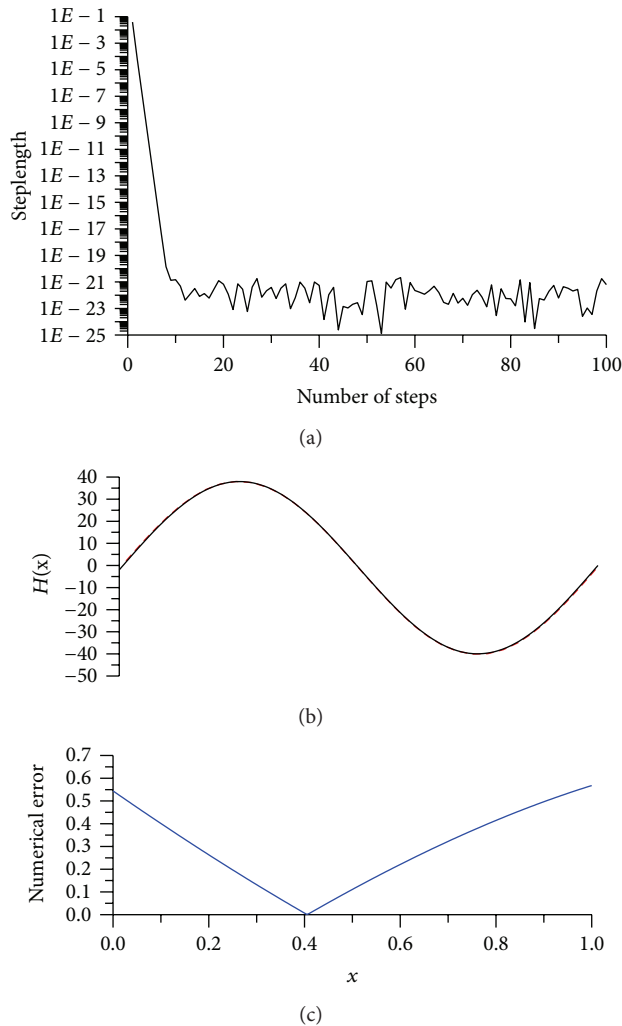 1E − 1
1E − 3
1E − 5
1E − 7
1E − 9
1E − 11
1E − 13
1E − 15
1E − 17
1E − 19
1E − 21
1E − 23
1E − 25
Steplength
0 20 40 60 80 100
Number of steps
(a)
40
30
20
10
0
−10
−20
−30
−40
−50
H(x)
(b)
0.7
0.6
0.5
0.4
0.3
0.2
0.1
0.0
Numerical error
0.0 0.2 0.4 0.6 0.8 1.0
x
(c)